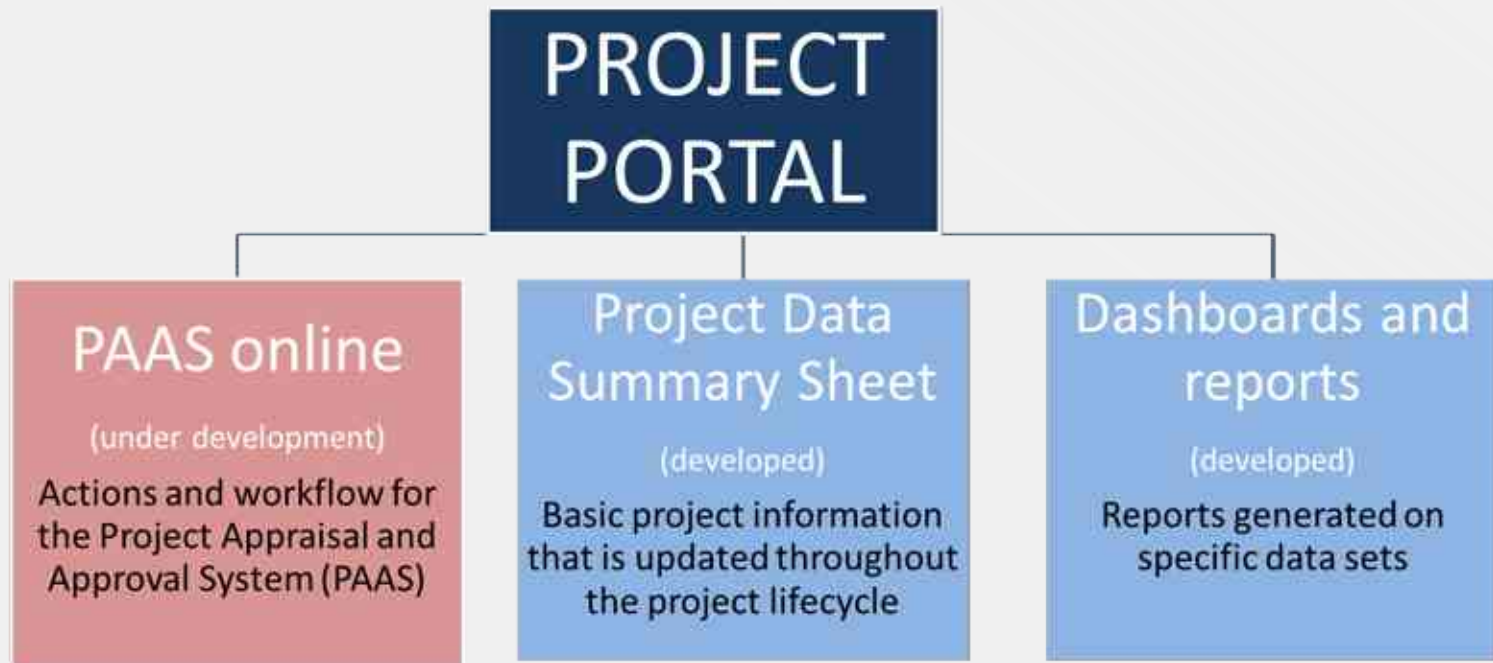 PROJECT
PORTAL
PAAS online
(under development)
Actions and workflow for
the Project Appraisal and
Approval System (PAAS)
Project Data
Summary Sheet
(developed)
Basic project information
that is updated throughout
the project lifecycle
Dashboards and
reports
(developed)
Reports generated on
specific data sets